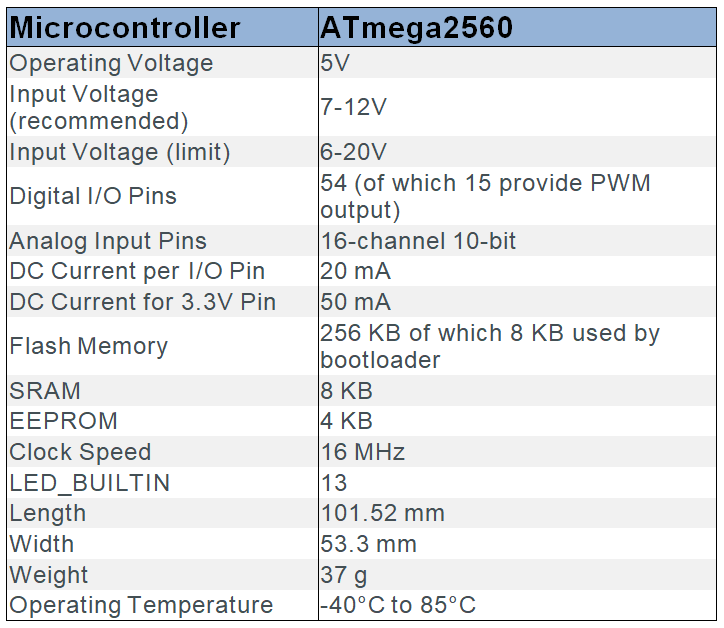 Microcontroller ATmega2560
Operating Voltage 5V
Input Voltage
(recommended) 7-12V
Input Voltage (limit) 6-20V
Digital I/O Pins 54 (of which 15 provide PWM
output)
Analog Input Pins 16-channel 10-bit
DC Current per I/O Pin 20 mA
DC Current for 3.3V Pin 50 mA
Flash Memory 256 KB of which 8 KB used by
bootloader
SRAM 8 KB
EEPROM 4 KB
Clock Speed 16 MHz
LED_BUILTIN 13
Length 101.52 mm
Width 53.3 mm
Weight 37 g
Operating Temperature -40°C to 85°C